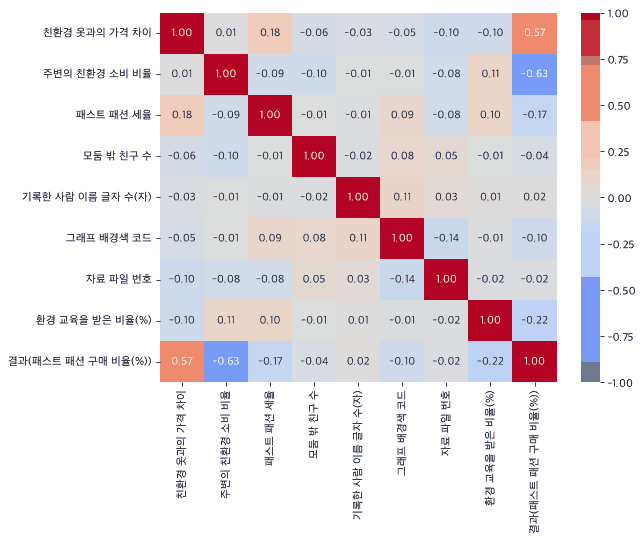 친환경 옷과의 가격 차이 1.00 0.01 0.18 -0.06 -0.03 -0.05 -0.10 -0.10 0.57
주변의 친환경 소비 비율 0.01 1.00 -0.09 -0.10 -0.01 -0.01 -0.08 0.11 -0.63
패스트 패션 세율 0.18 -0.09 1.00 -0.01 -0.01 0.09 -0.08 0.10 -0.17
모둠 밖 친구 수 -0.06 -0.10 -0.01 1.00 -0.02 0.08 0.05 -0.01 -0.04
기록한 사람 이름 글자 수(자) -0.03 -0.01 -0.01 -0.02 1.00 0.11 0.03 0.01 0.02
그래프 배경색 코드 -0.05 -0.01 0.09 0.08 0.11 1.00 -0.14 -0.01 -0.10
자료 파일 번호 -0.10 -0.08 -0.08 0.05 0.03 -0.14 1.00 -0.02 -0.02
환경 교육을 받은 비율(%) -0.10 0.11 0.10 -0.01 0.01 -0.01 -0.02 1.00 -0.22
결과(패스트 패션 구매 비율(%)) 0.57 -0.63 -0.17 -0.04 0.02 -0.10 -0.02 -0.22 1.00
친환경 옷과의 가격 차이
주변의 친환경 소비 비율
패스트 패션 세율
모둠 밖 친구 수
기록한 사람 이름 글자 수(자)
그래프 배경색 코드
자료 파일 번호
환경 교육을 받은 비율(%)
결과(패스트 패션 구매 비율(%))
1.00
0.75
0.50
0.25
0.00
-0.25
-0.50
-0.75
-1.00